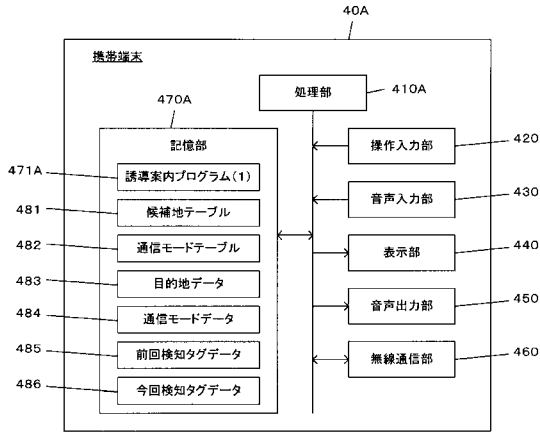 40A
携帯端末
処理部
410A
470A
記憶部
471A
誘導案内プログラム(1)
481
候補地テーブル
482
通信モードテーブル
483
目的地データ
484
通信モードデータ
485
前回検知タグデータ
486
今回検知タグデータ
操作入力部
420
音声入力部
430
表示部
440
音声出力部
450
無線通信部
460